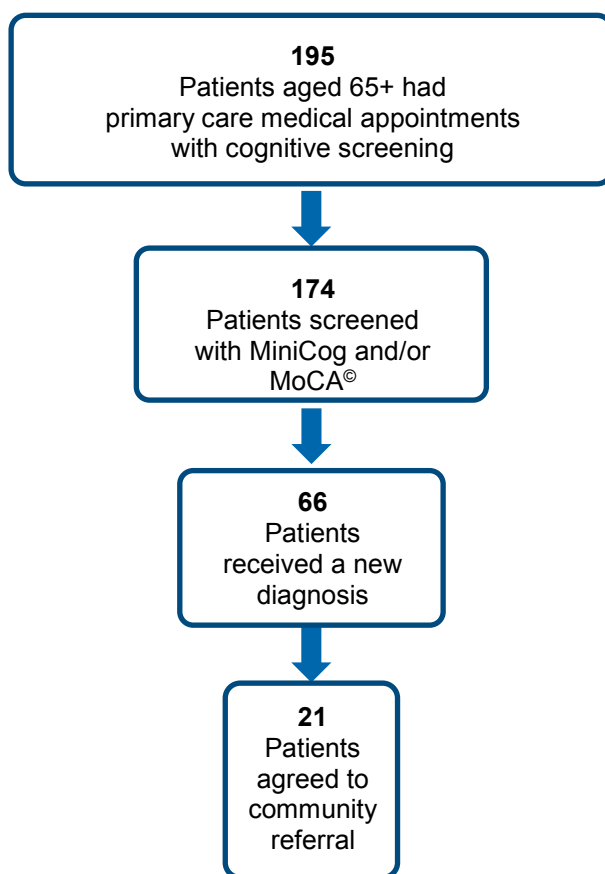 195
Patients aged 65+ had
primary care medical appointments
with cognitive screening
174
Patients screened
with MiniCog and/or
MoCA©
66
Patients
received a new
diagnosis
21
Patients
agreed to
community
referral